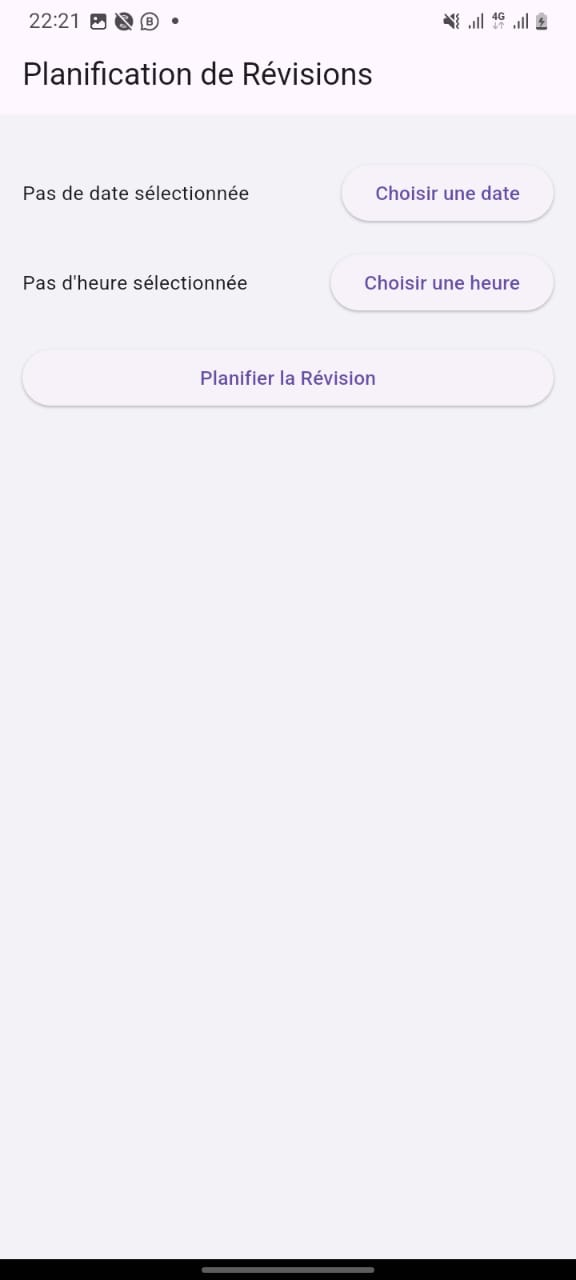 22:21
4G
Planification de Révisions
Pas de date sélectionnée
Choisir une date
Pas d'heure sélectionnée
Choisir une heure
Planifier la Révision